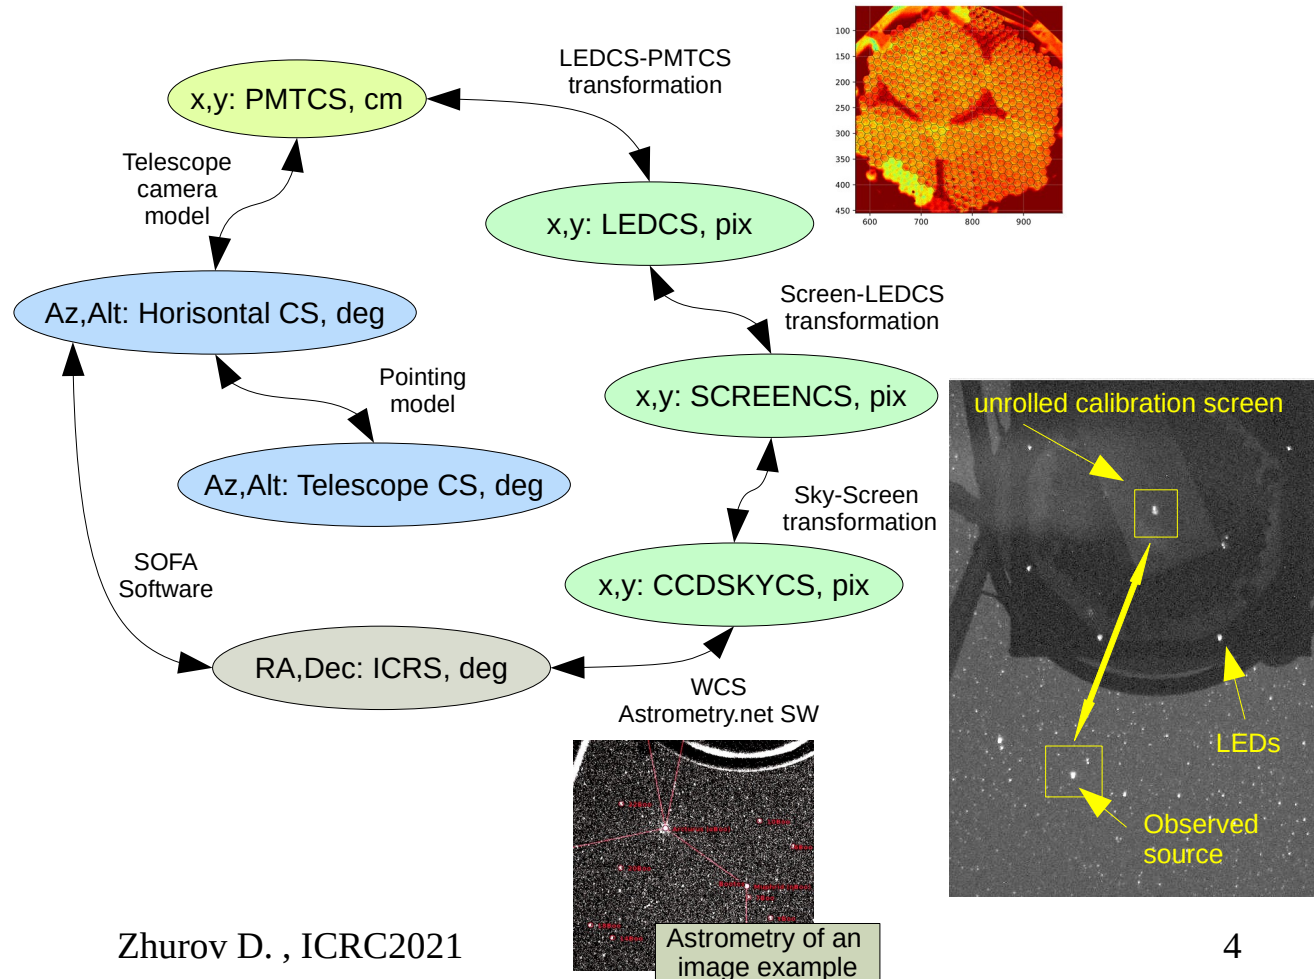 LEDCS-PMTCS
transformation
x,y: PMTCS, cm
Telescope
camera
model
x,y: LEDCS, pix
50
100
150
200
250
300
350
400
450
600
700
800
900
Az,Alt: Horisontal CS, deg
Screen-LEDCS
transformation
Pointing
model
x,y: SCREENCS, pix
unrolled calibration screen
Az,Alt: Telescope CS, deg
Sky-Screen
transformation
SOFA
Software
x,y: CCDSKYCS, pix
RA,Dec: ICRS, deg
WCS
Astrometry.net SW
LEDs
Observed
source
Zhurov D. , ICRC2021
Astrometry of an
image example
4